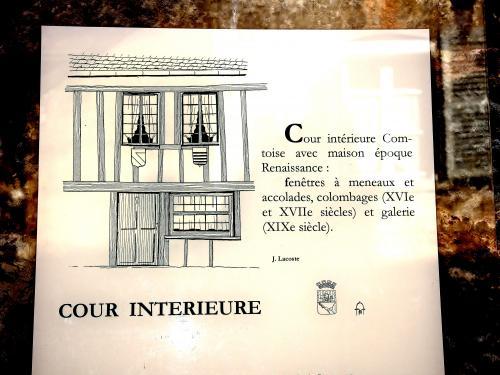 Cour intérieure Com-
toise avec maison époque
Renaissance :
fenêtres à meneaux et
accolades, colombages (XVIe
et XVIIe siècles) et galerie
(XIXe siècle).
J. Lacoste
COUR INTERIEURE